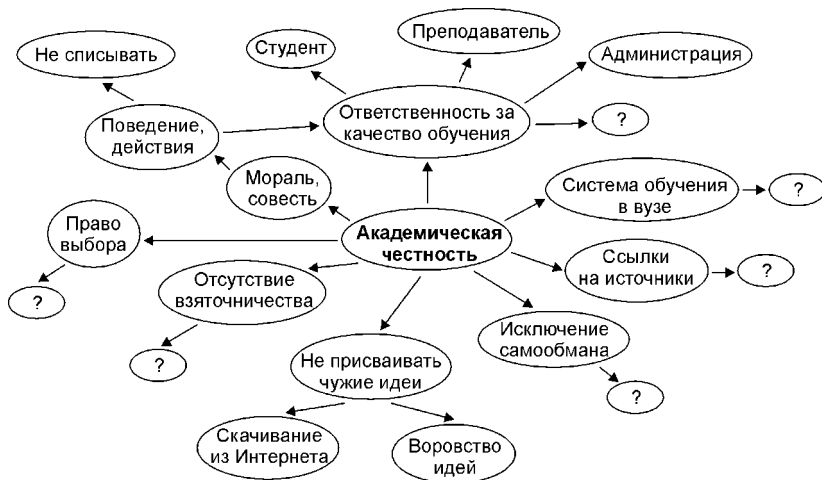 Не списывать
Студент
Преподаватель
Администрация
Поведение,
действия
Ответственность за
качество обучения
?
Мораль,
совесть
Система обучения
в вузе
?
Право
выбора
Академическая
честность
Ссылки
на источники
?
?
Отсутствие
взяточничества
?
Исключение
самообмана
?
Не присваивать
чужие идеи
Скачивание
из Интернета
Воровство
идей